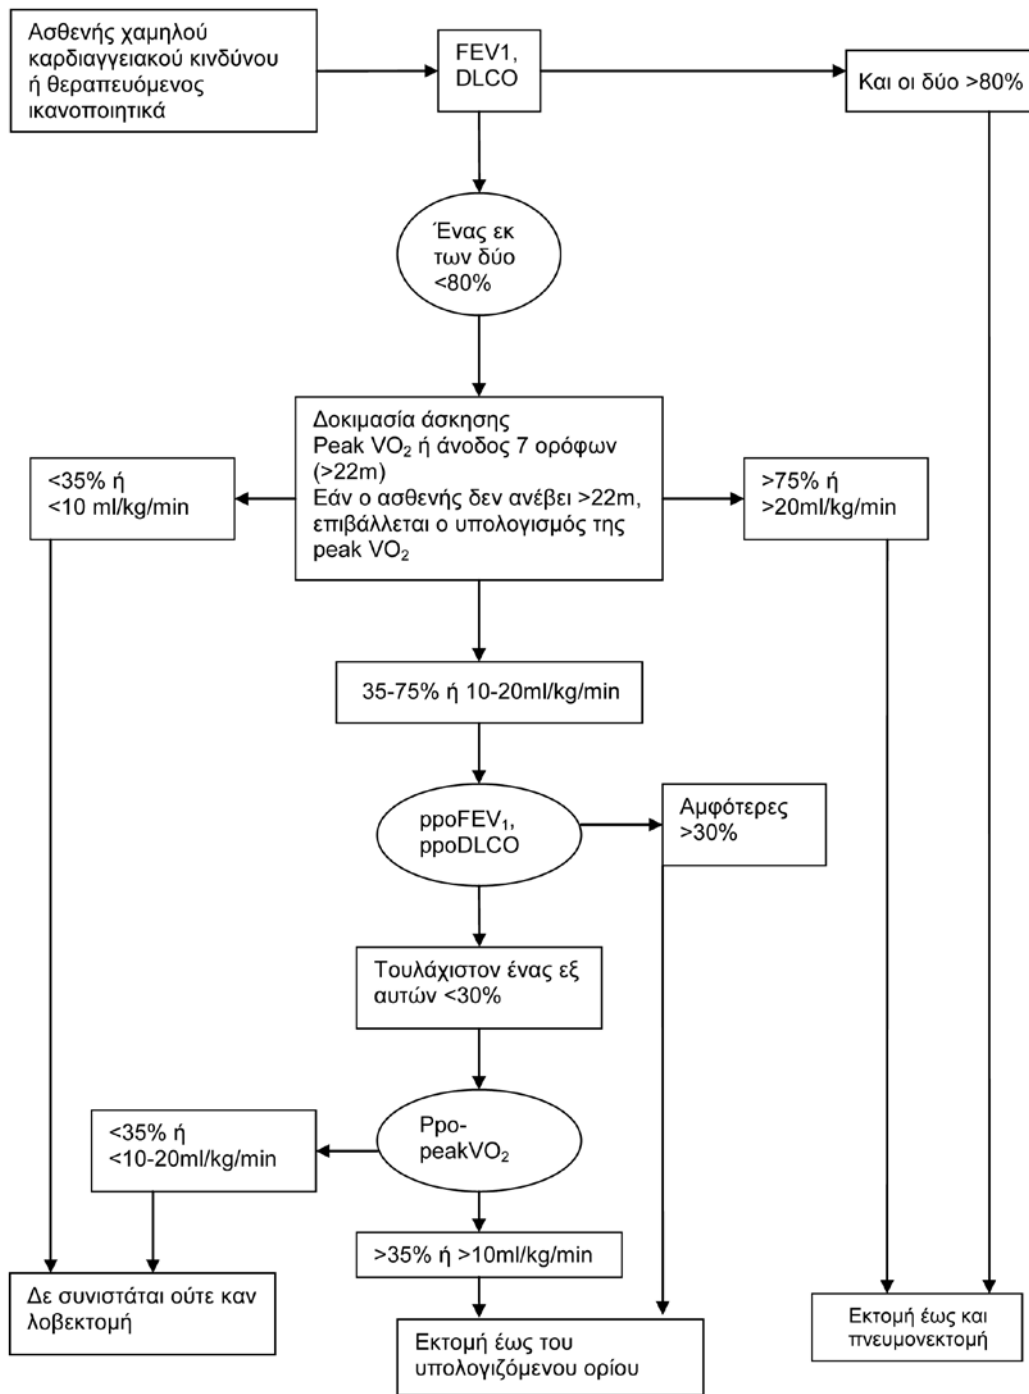 Ασθενής χαμηλού
καρδιαγγειακού κινδύνου
ή θεραπευόμενος
ικανοποιητικά
FEV1,
DLCO
Και οι δύο >80%
Ένας εκ
των δύο
<80%
Δοκιμασία άσκησης
Peak VO₂ ή άνοδος 7 ορόφων
(>22m)
Εάν ο ασθενής δεν ανέβει >22m,
επιβάλλεται ο υπολογισμός της
peak VO₂
<35% ή
<10 ml/kg/min
>75% ή
>20ml/kg/min
35-75% ή 10-20ml/kg/min
ppoFEV₁,
ppoDLCO
Αμφότερες
>30%
Τουλάχιστον ένας εξ
αυτών <30%
Ppo-
peakVO₂
<35% ή
<10-20ml/kg/min
>35% ή >10ml/kg/min
Δε συνιστάται ούτε καν
λοβεκτομή
Εκτομή έως του
υπολογιζόμενου ορίου
Εκτομή έως και
πνευμονεκτομή